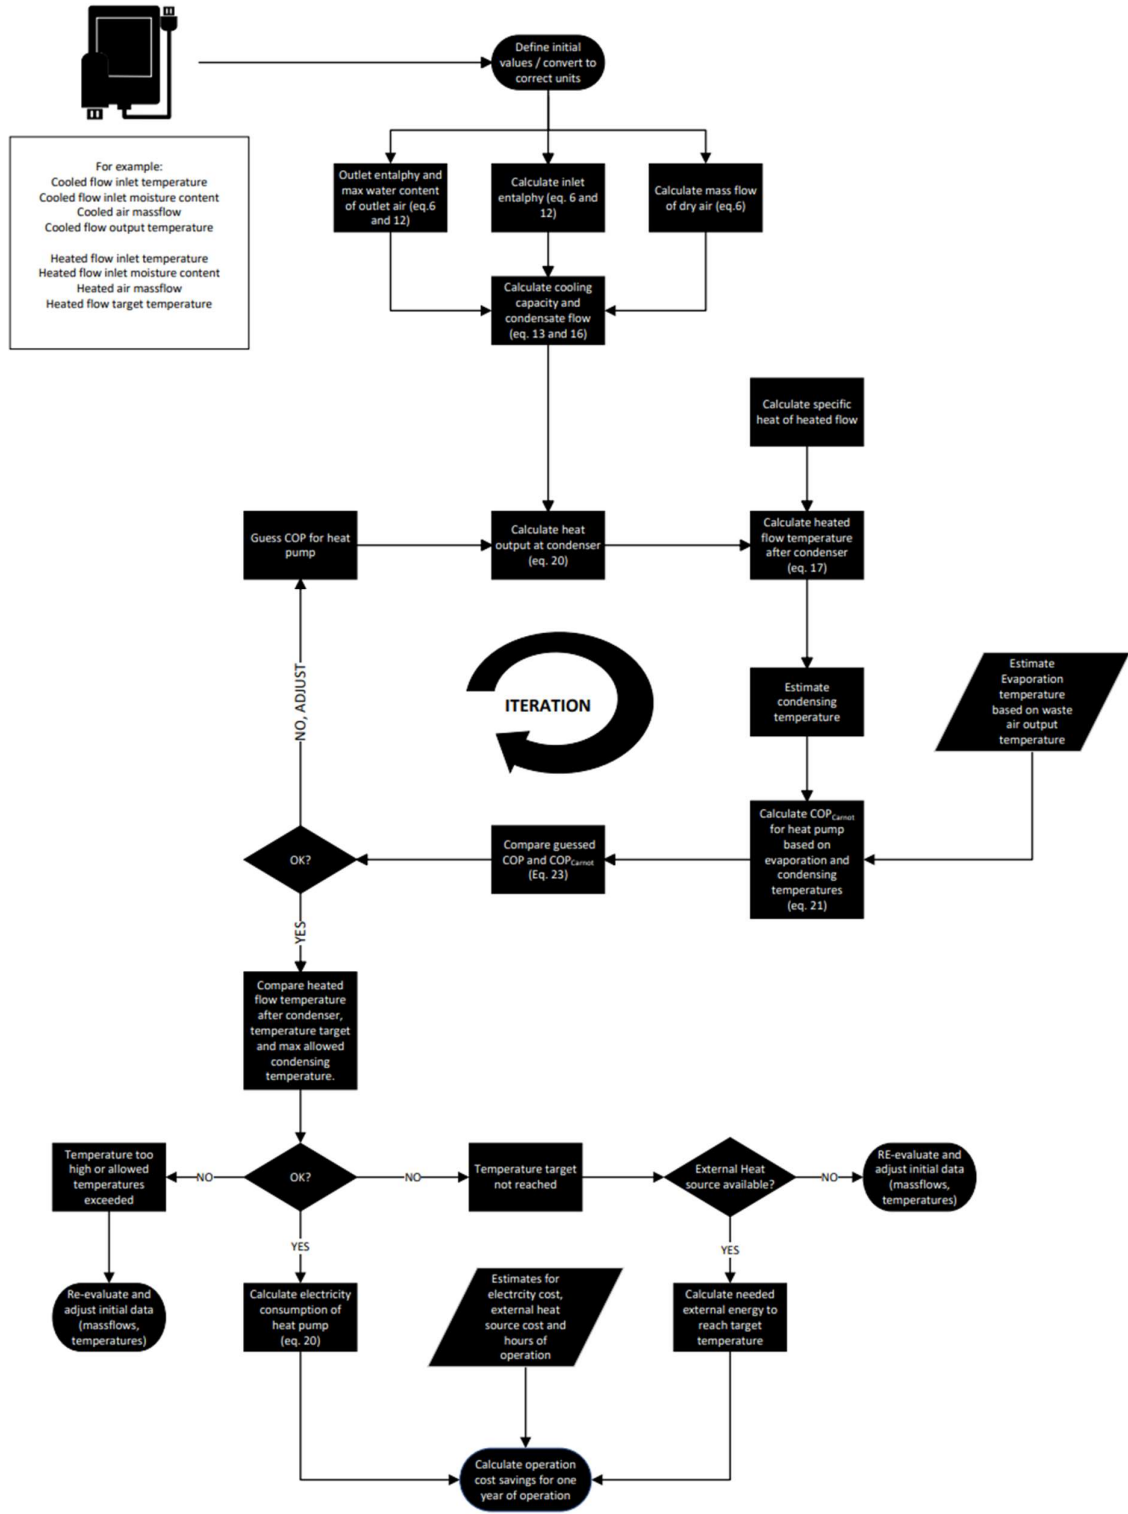 Define initial
values / convert to
correct units
For example:
Cooled flow inlet temperature
Cooled flow inlet moisture content
Cooled air massflow
Cooled flow output temperature
Heated flow inlet temperature
Heated flow inlet moisture content
Heated air massflow
Heated flow target temperature
Outlet entalphy and
max water content
of outlet air (eq.6
and 12)
Calculate inlet
entalphy (eq. 6 and
12)
Calculate mass flow
of dry air (eq.6)
Calculate cooling
capacity and
condensate flow
(eq. 13 and 16)
Calculate specific
heat of heated flow
Guess COP for heat
pump
Calculate heat
output at condenser
(eq. 20)
Calculate heated
flow temperature
after condenser
(eq. 17)
NO, ADJUST
ITERATION
Estimate
condensing
temperature
Estimate
Evaporation
temperature
based on waste
air output
temperature
OK?
Compare guessed
COP and COPCarnot
(Eq. 23)
Calculate COPCarnot
for heat pump
based on
evaporation and
condensing
temperatures
(eq. 21)
YES
Compare heated
flow temperature
after condenser,
temperature target
and max allowed
condensing
temperature.
Temperature too
high or allowed
temperatures
exceeded
NO
OK?
NO
Temperature target
not reached
External Heat
source available?
NO
RE-evaluate and
adjust initial data
(massflows,
temperatures)
YES
YES
Re-evaluate and
adjust initial data
(massflows,
temperatures)
Calculate electricity
consumption of
heat pump
(eq. 20)
Estimates for
electrcity cost,
external heat
source cost and
hours of
operation
Calculate needed
external energy to
reach target
temperature
Calculate operation
cost savings for one
year of operation